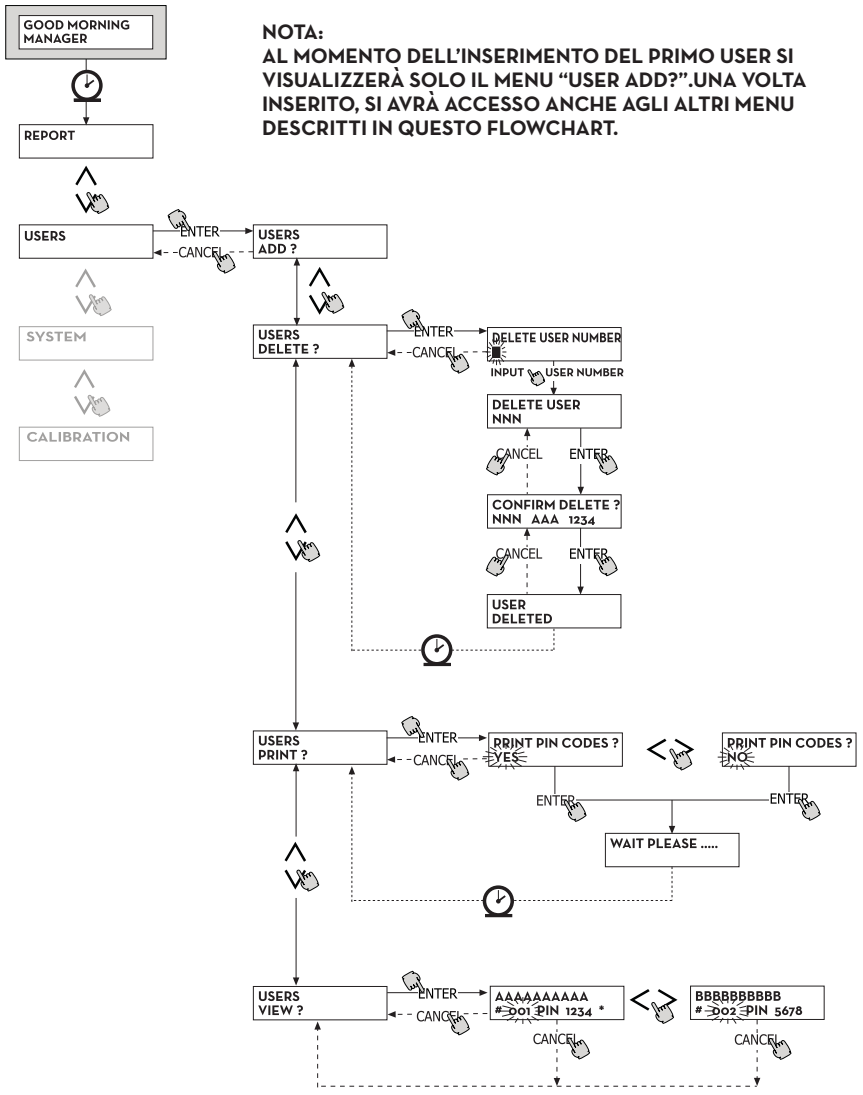 GOOD MORNING
MANAGER
NOTA:
AL MOMENTO DELL'INSERIMENTO DEL PRIMO USER SI
VISUALIZZERÀ SOLO IL MENU “USER ADD?”.UNA VOLTA
INSERITO, SI AVRÀ ACCESSO ANCHE AGLI ALTRI MENU
DESCRITTI IN QUESTO FLOWCHART.
REPORT
USERS
ENTER
CANCEL
USERS
ADD ?
SYSTEM
CALIBRATION
USERS
DELETE ?
ENTER
CANCEL
DELETE USER NUMBER
INPUT USER NUMBER
DELETE USER
NNN
CANCEL ENTER
CONFIRM DELETE ?
NNN AAA 1234
CANCEL ENTER
USER
DELETED
USERS
PRINT ?
ENTER
CANCEL
PRINT PIN CODES ?
YES
PRINT PIN CODES ?
NO
ENTER
ENTER
WAIT PLEASE .....
USERS
VIEW ?
ENTER
CANCEL
AAAAAAAAAA
# 001 PIN 1234 *
BBBBBBBBBB
# 002 PIN 5678
CANCEL
CANCEL